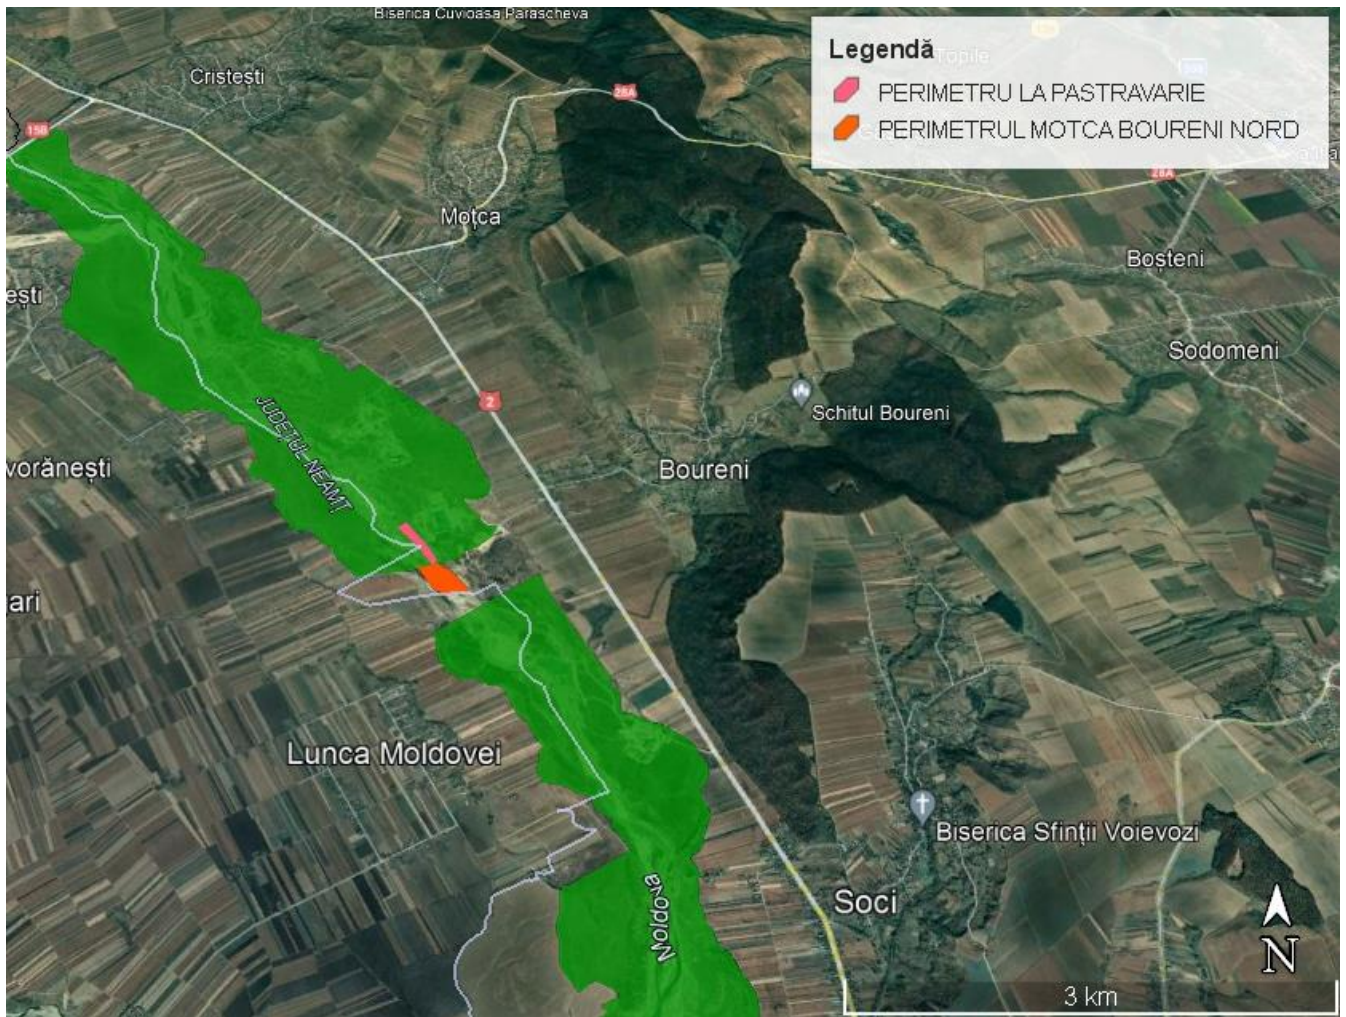 Biserica Cuvioasa Parascheva
Legendă
Topile
Cristești
28A
PERIMETRU LA PASTRAVARIE
15B
PERIMETRUL MOTCA BOURENI NORD
28A
Moțca
Boșteni
ești
Sodomeni
2
Schitul Boureni
JUDEȚUL NEAMȚ
vorănești
Boureni
ari
Lunca Moldovei
Biserica Sfinții Voievozi
Soci
Moldova
N
3 km